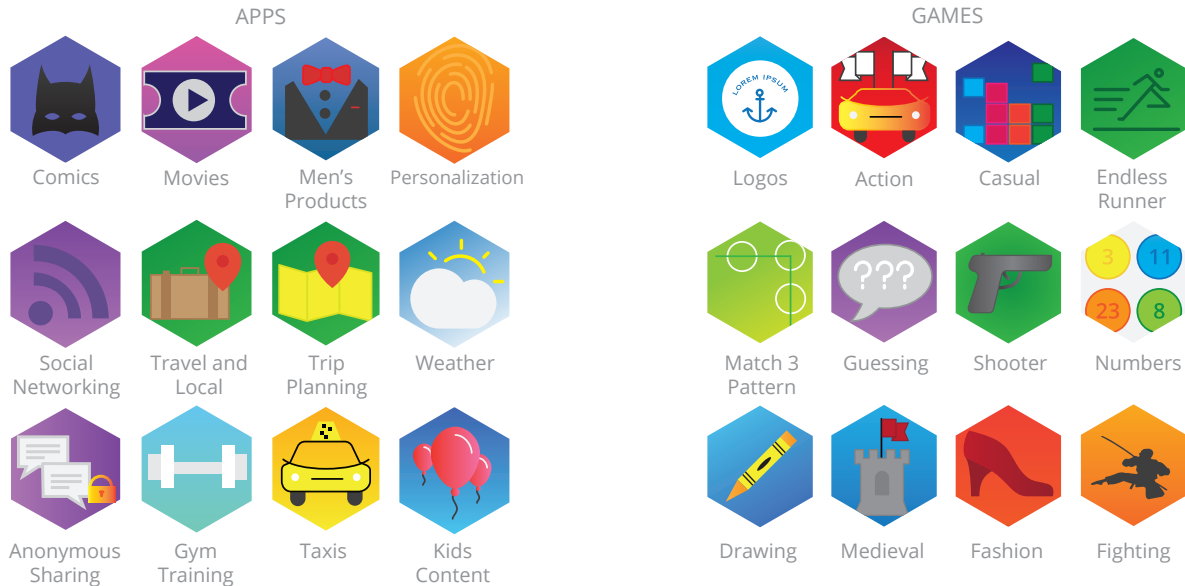 APPS
GAMES
LOREM IPSUM
Comics
Movies
Men's
Products
Personalization
Logos
Action
Casual
Endless
Runner
???
3
11
23
8
Social
Networking
Travel and
Local
Trip
Planning
Weather
Match 3
Pattern
Guessing
Shooter
Numbers
Anonymous
Sharing
Gym
Training
Taxis
Kids
Content
Drawing
Medieval
Fashion
Fighting